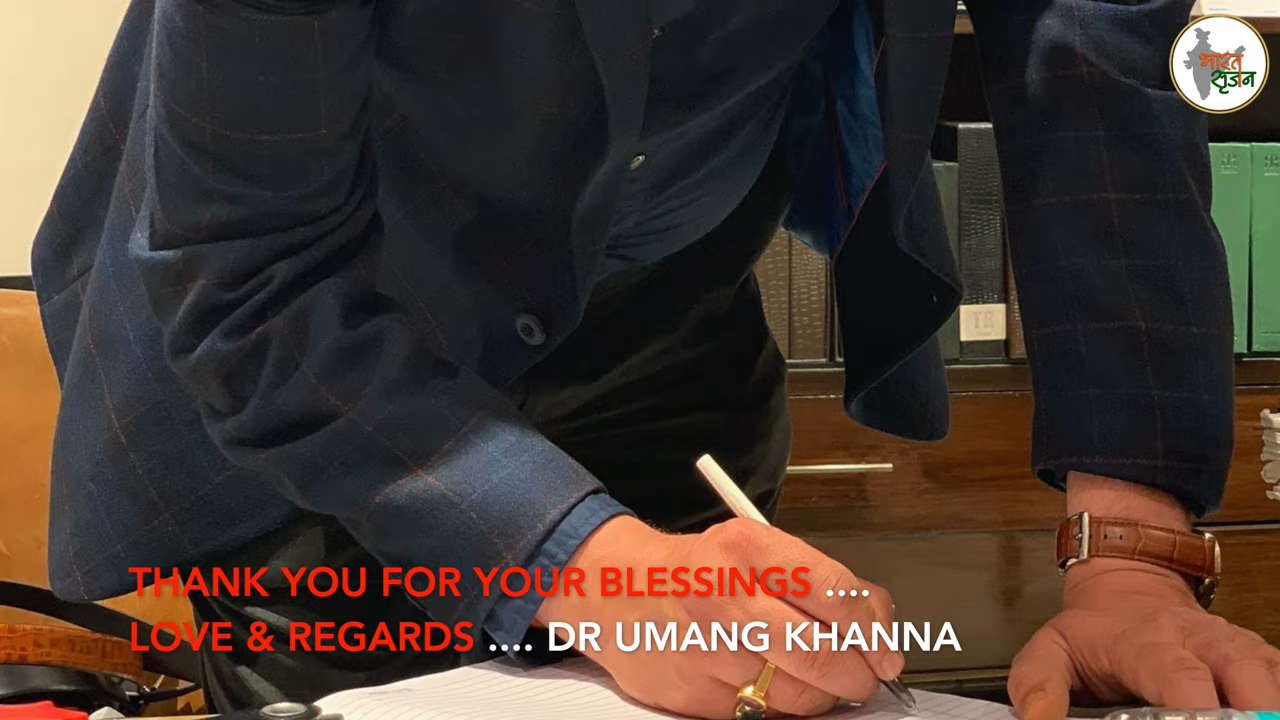 भारत
सृजन
THANK YOU FOR YOUR BLESSINGS ....
LOVE & REGARDS .... DR UMANG KHANNA